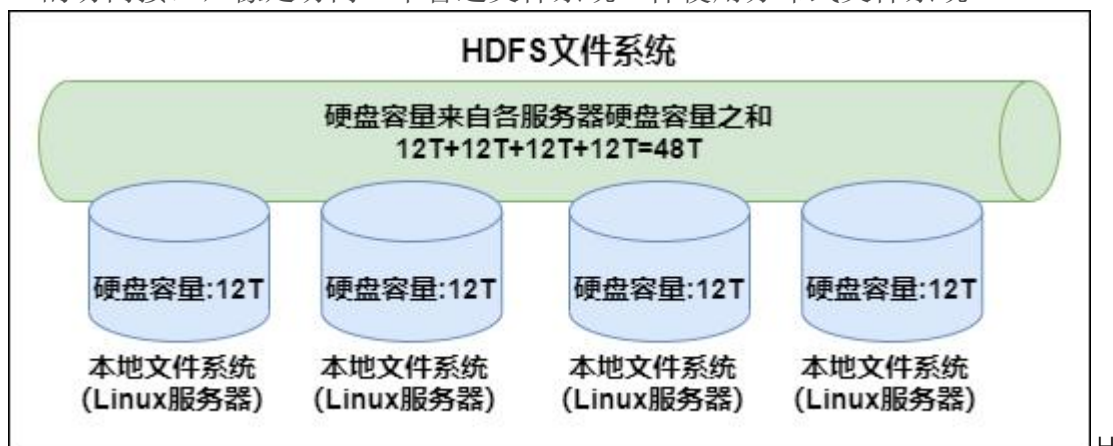 HDFS文件系统
硬盘容量来自各服务器硬盘容量之和
12T+12T+12T+12T=48T
硬盘容量:12T 硬盘容量:12T 硬盘容量:12T 硬盘容量:12T
本地文件系统 本地文件系统 本地文件系统 本地文件系统
(Linux服务器) (Linux服务器) (Linux服务器) (Linux服务器)